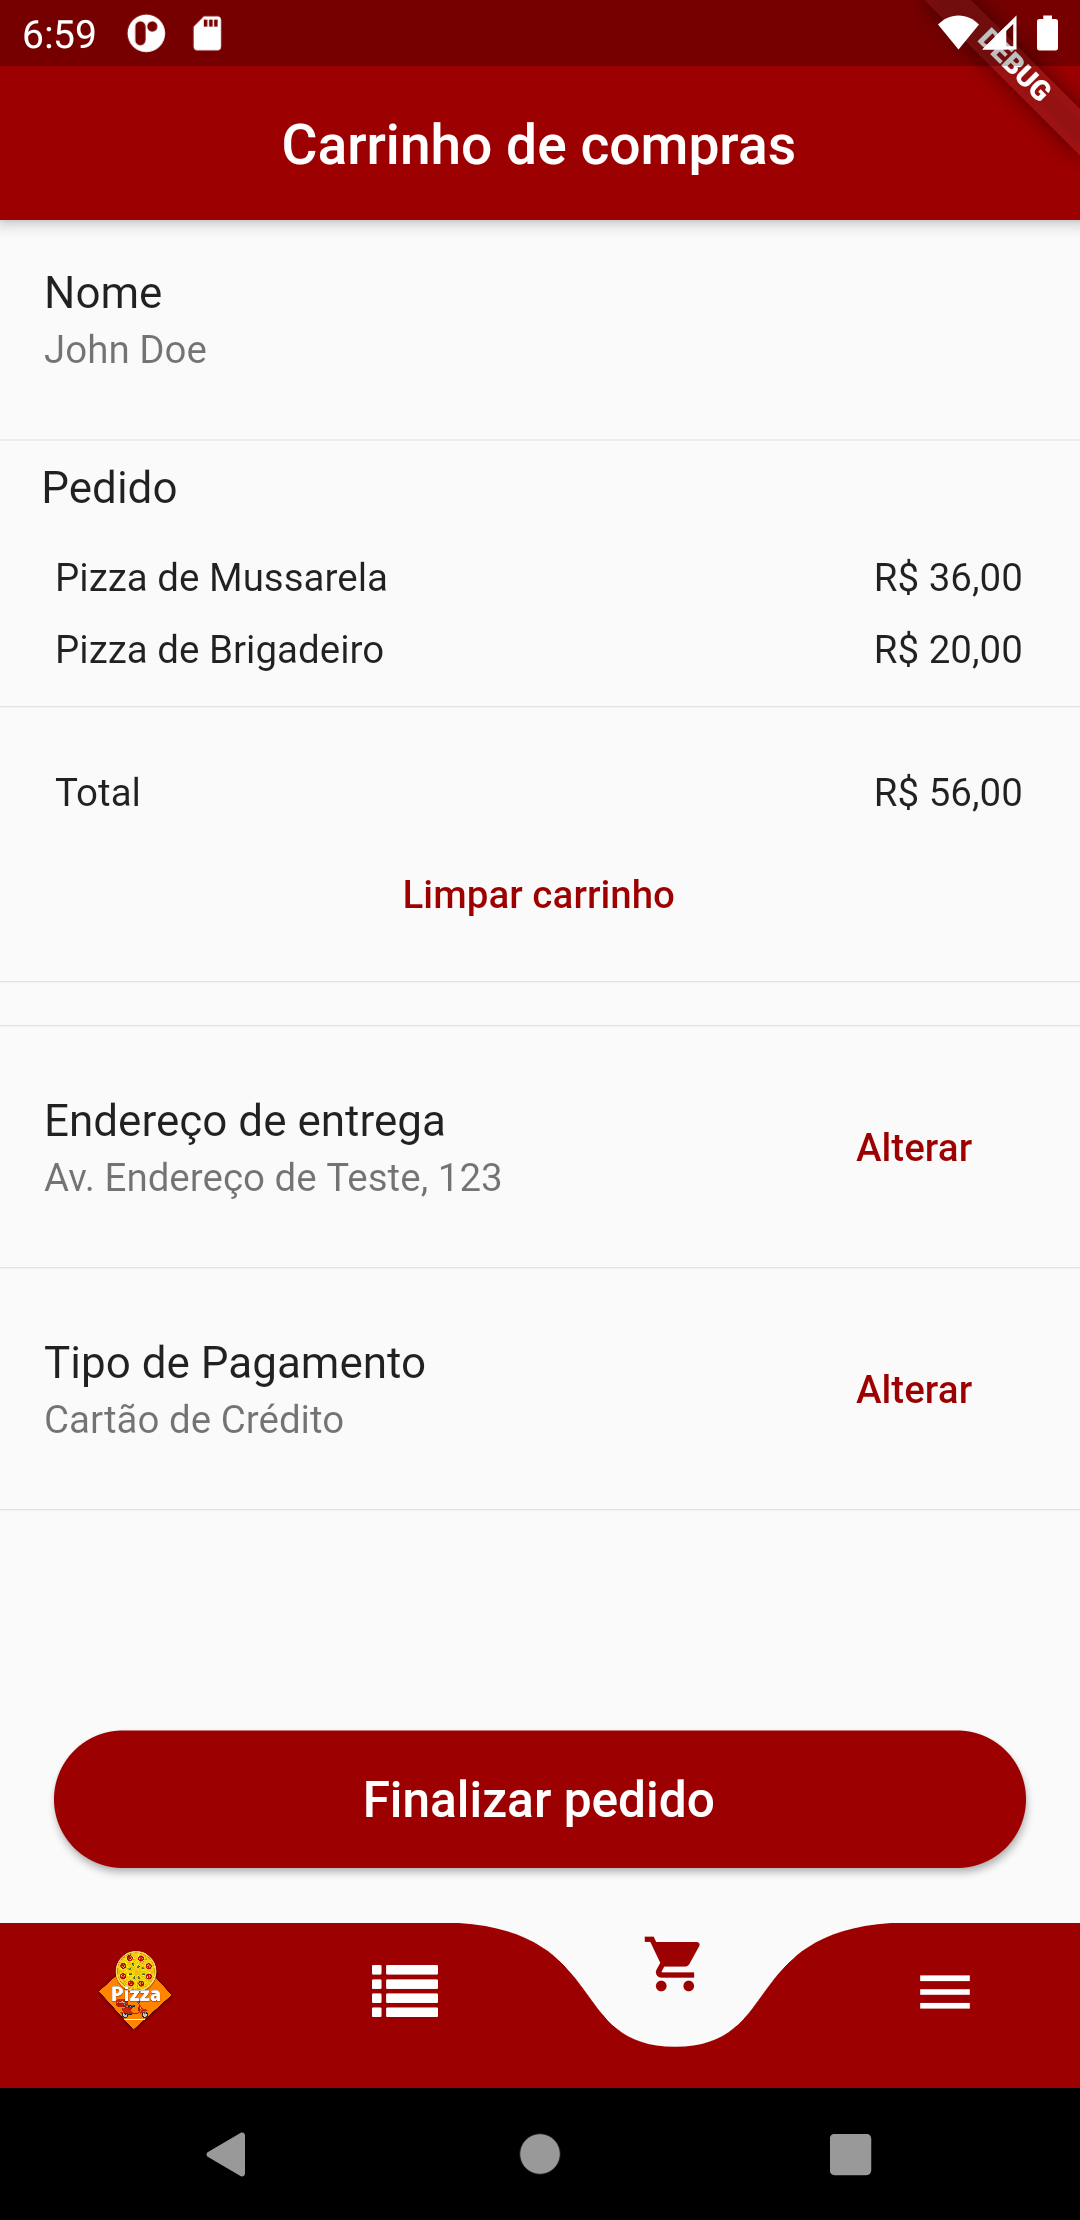 6:59
DEBUG
Carrinho de compras
Nome
John Doe
Pedido
Pizza de Mussarela R$ 36,00
Pizza de Brigadeiro R$ 20,00
Total R$ 56,00
Limpar carrinho
Endereço de entrega
Av. Endereço de Teste, 123
Alterar
Tipo de Pagamento
Cartão de Crédito
Alterar
Finalizar pedido
Pizza